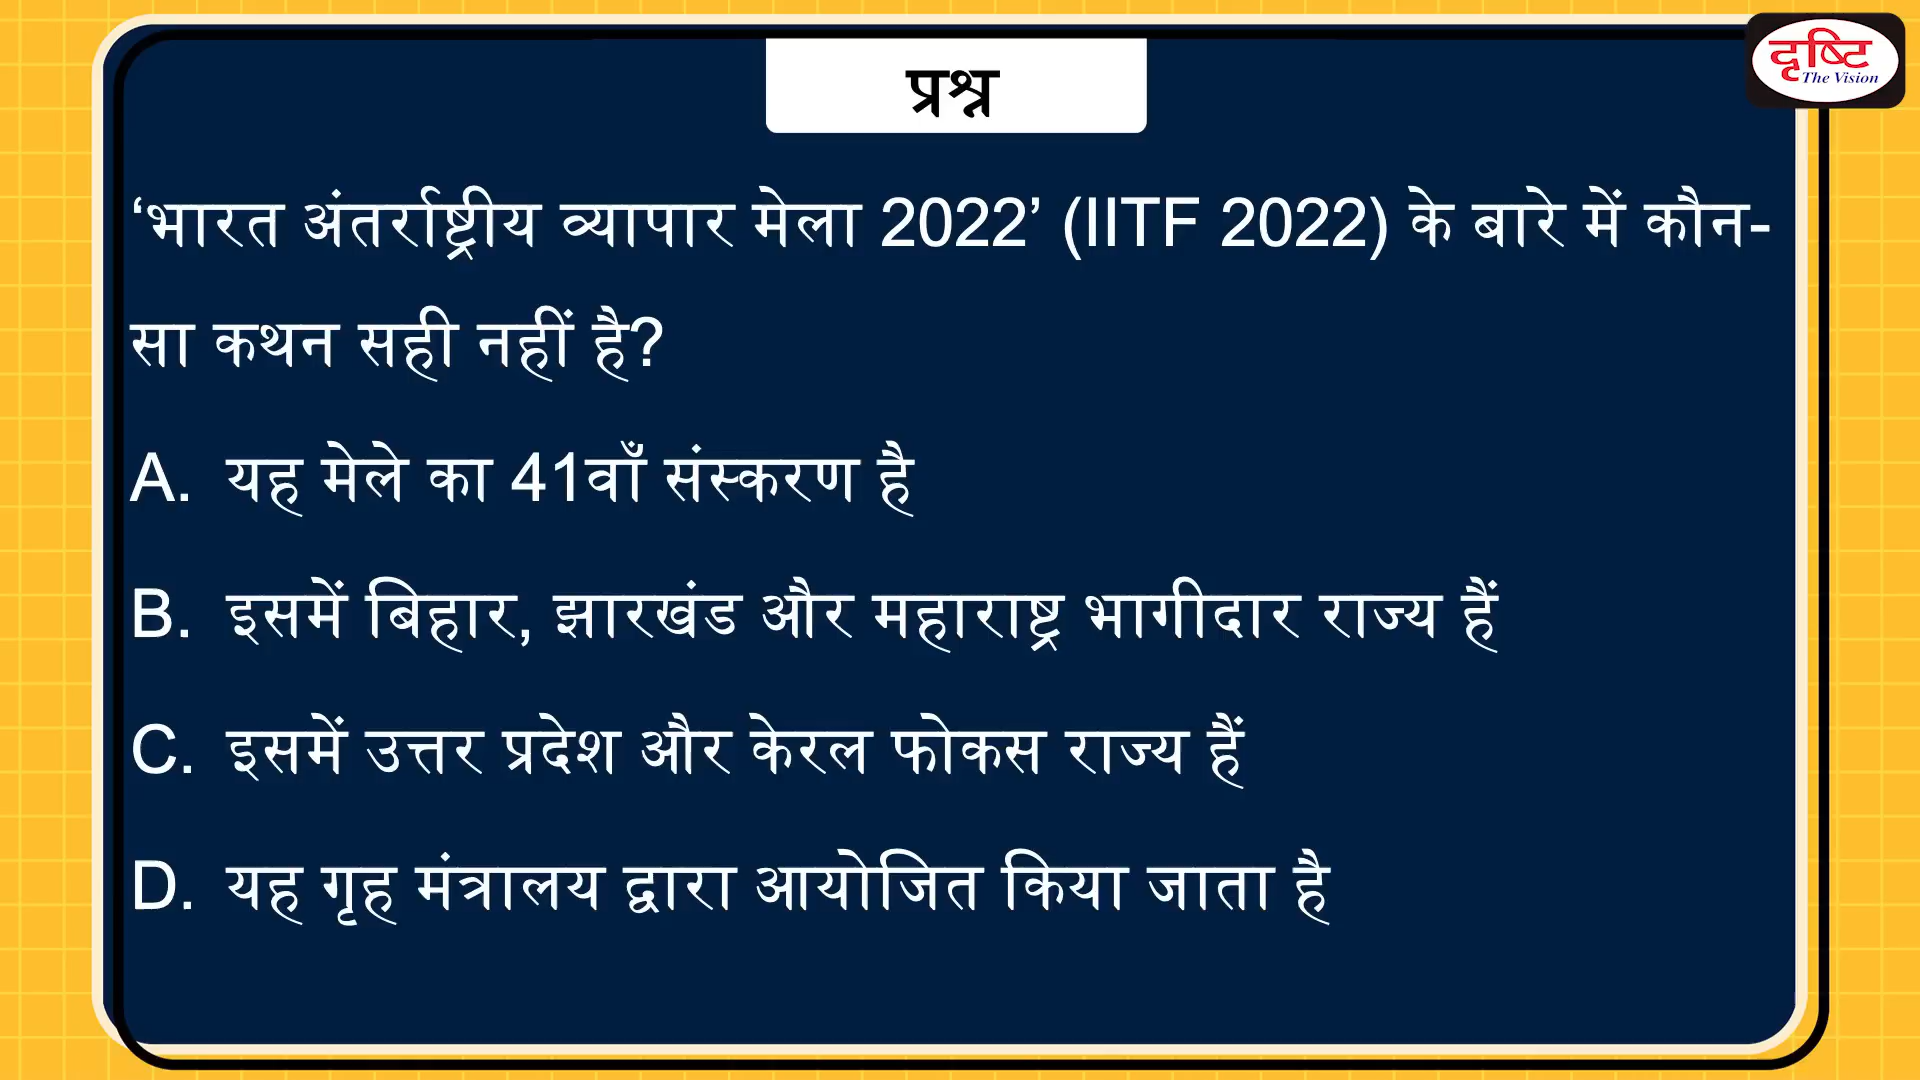 दृष्टि
The Vision
प्रश्न
‘भारत अंतर्राष्ट्रीय व्यापार मेला 2022’ (IITF 2022) के बारे में कौन-
सा कथन सही नहीं है?
A. यह मेले का 41वाँ संस्करण है
B. इसमें बिहार, झारखंड और महाराष्ट्र भागीदार राज्य हैं
C. इसमें उत्तर प्रदेश और केरल फोकस राज्य हैं
D. यह गृह मंत्रालय द्वारा आयोजित किया जाता है